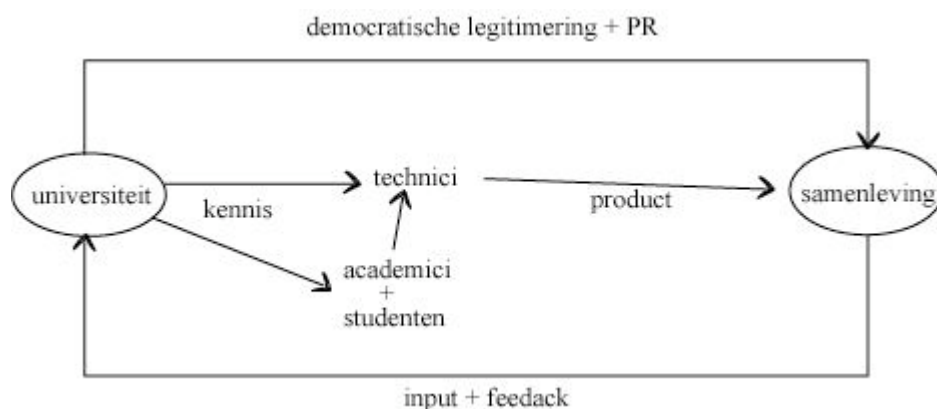 democratische legitimering + PR
universiteit
technici
samenleving
kennis
product
academici
+
studenten
input + feedack